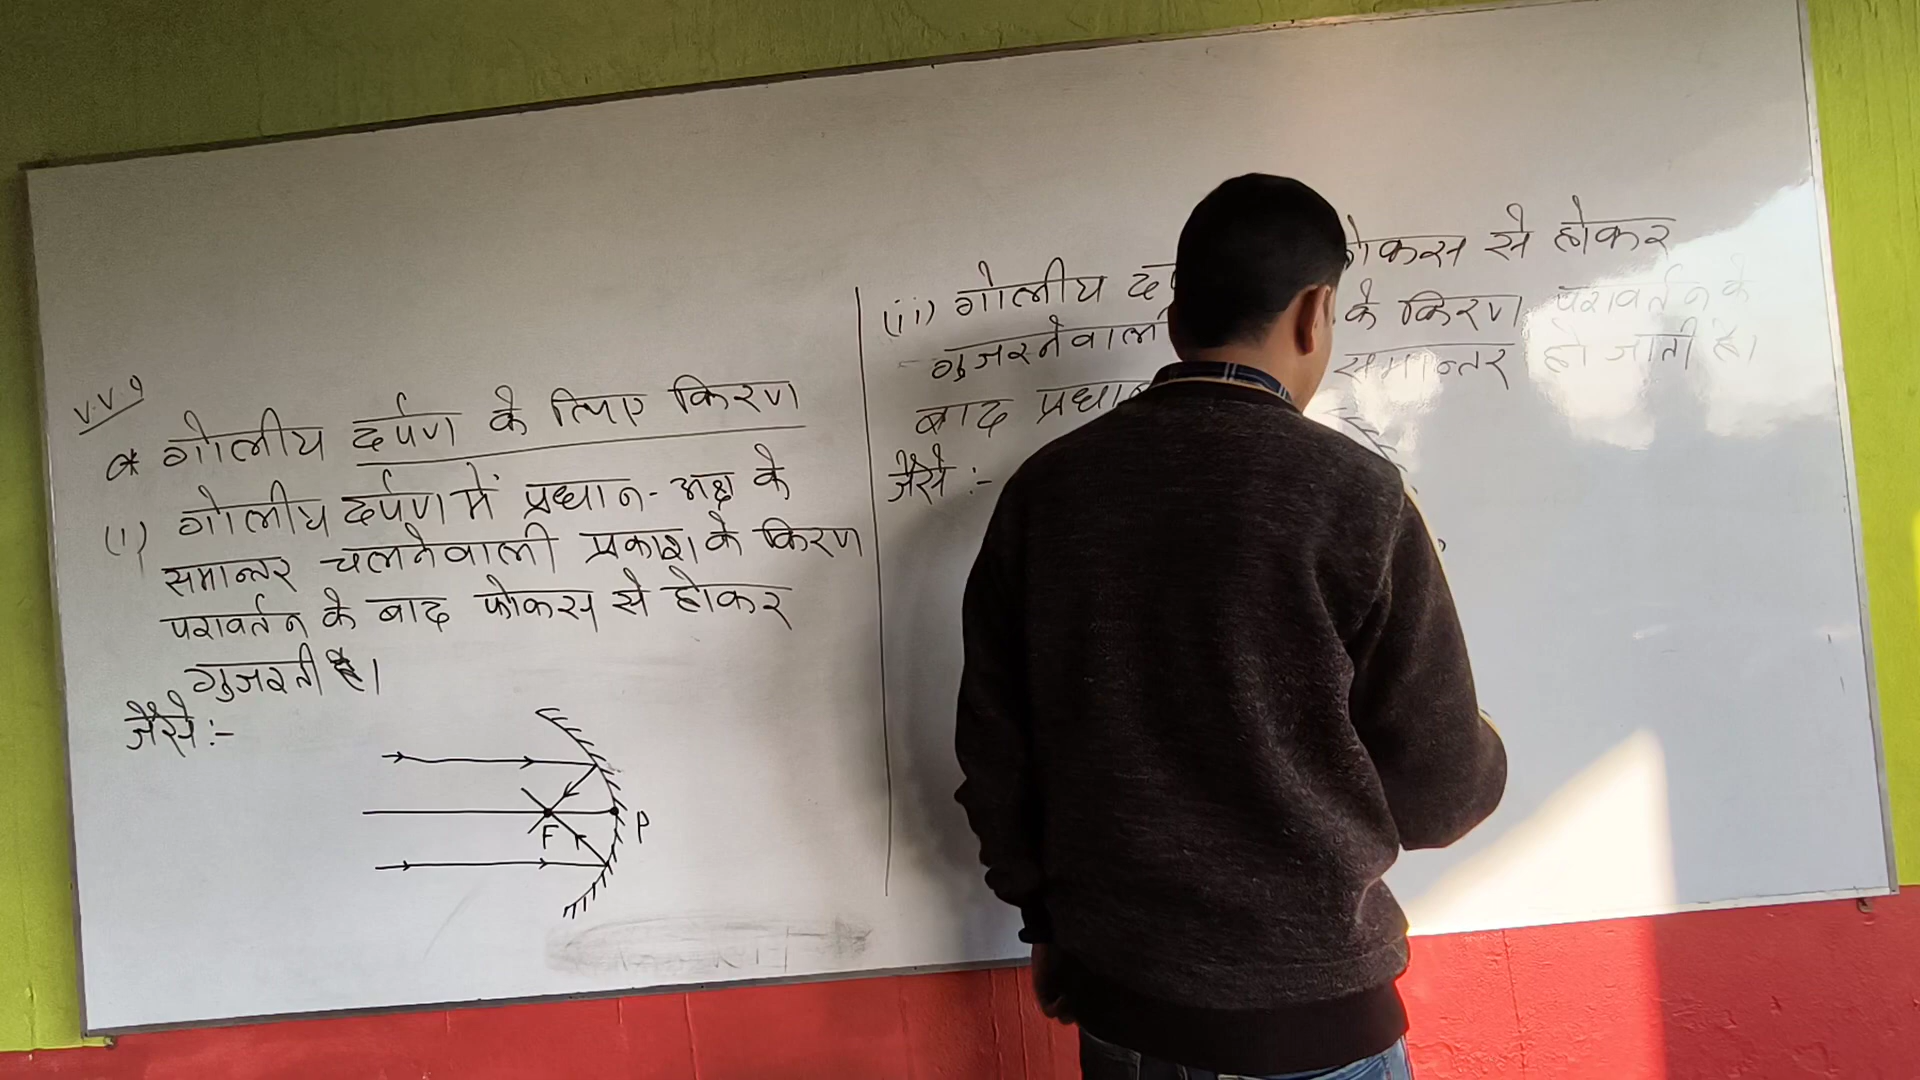 V.V.I
* गोलीय दर्पण के लिए किरण
(i) गोलीय दर्पण में प्रधान-अक्ष के
समान्तर चलनेवाली प्रकाश के किरण
परावर्तन के बाद फोकस से होकर
गुजरती है।
जैसे :-
F
P
(ii) गोलीय फोकस से होकर
गुजरनेवाली के किरण परावर्तन के
बाद प्रधान समान्तर हो जाती है।
जैसे :-